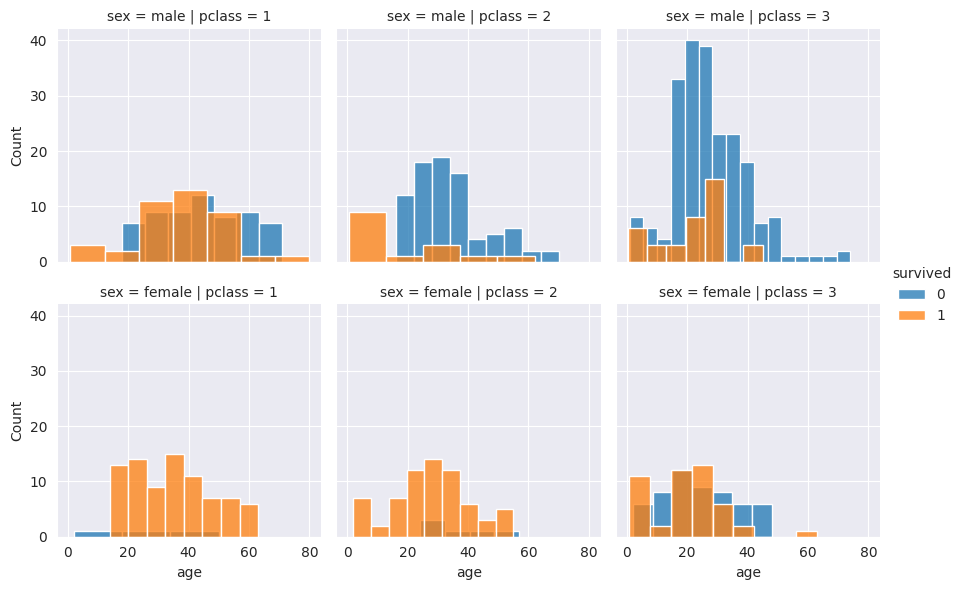 sex = male | pclass = 1
sex = male | pclass = 2
sex = male | pclass = 3
40
30
20
10
0
Count
sex = female | pclass = 1
sex = female | pclass = 2
sex = female | pclass = 3
40
30
20
10
0
Count
0 20 40 60 80
0 20 40 60 80
0 20 40 60 80
age
age
age
survived
0
1